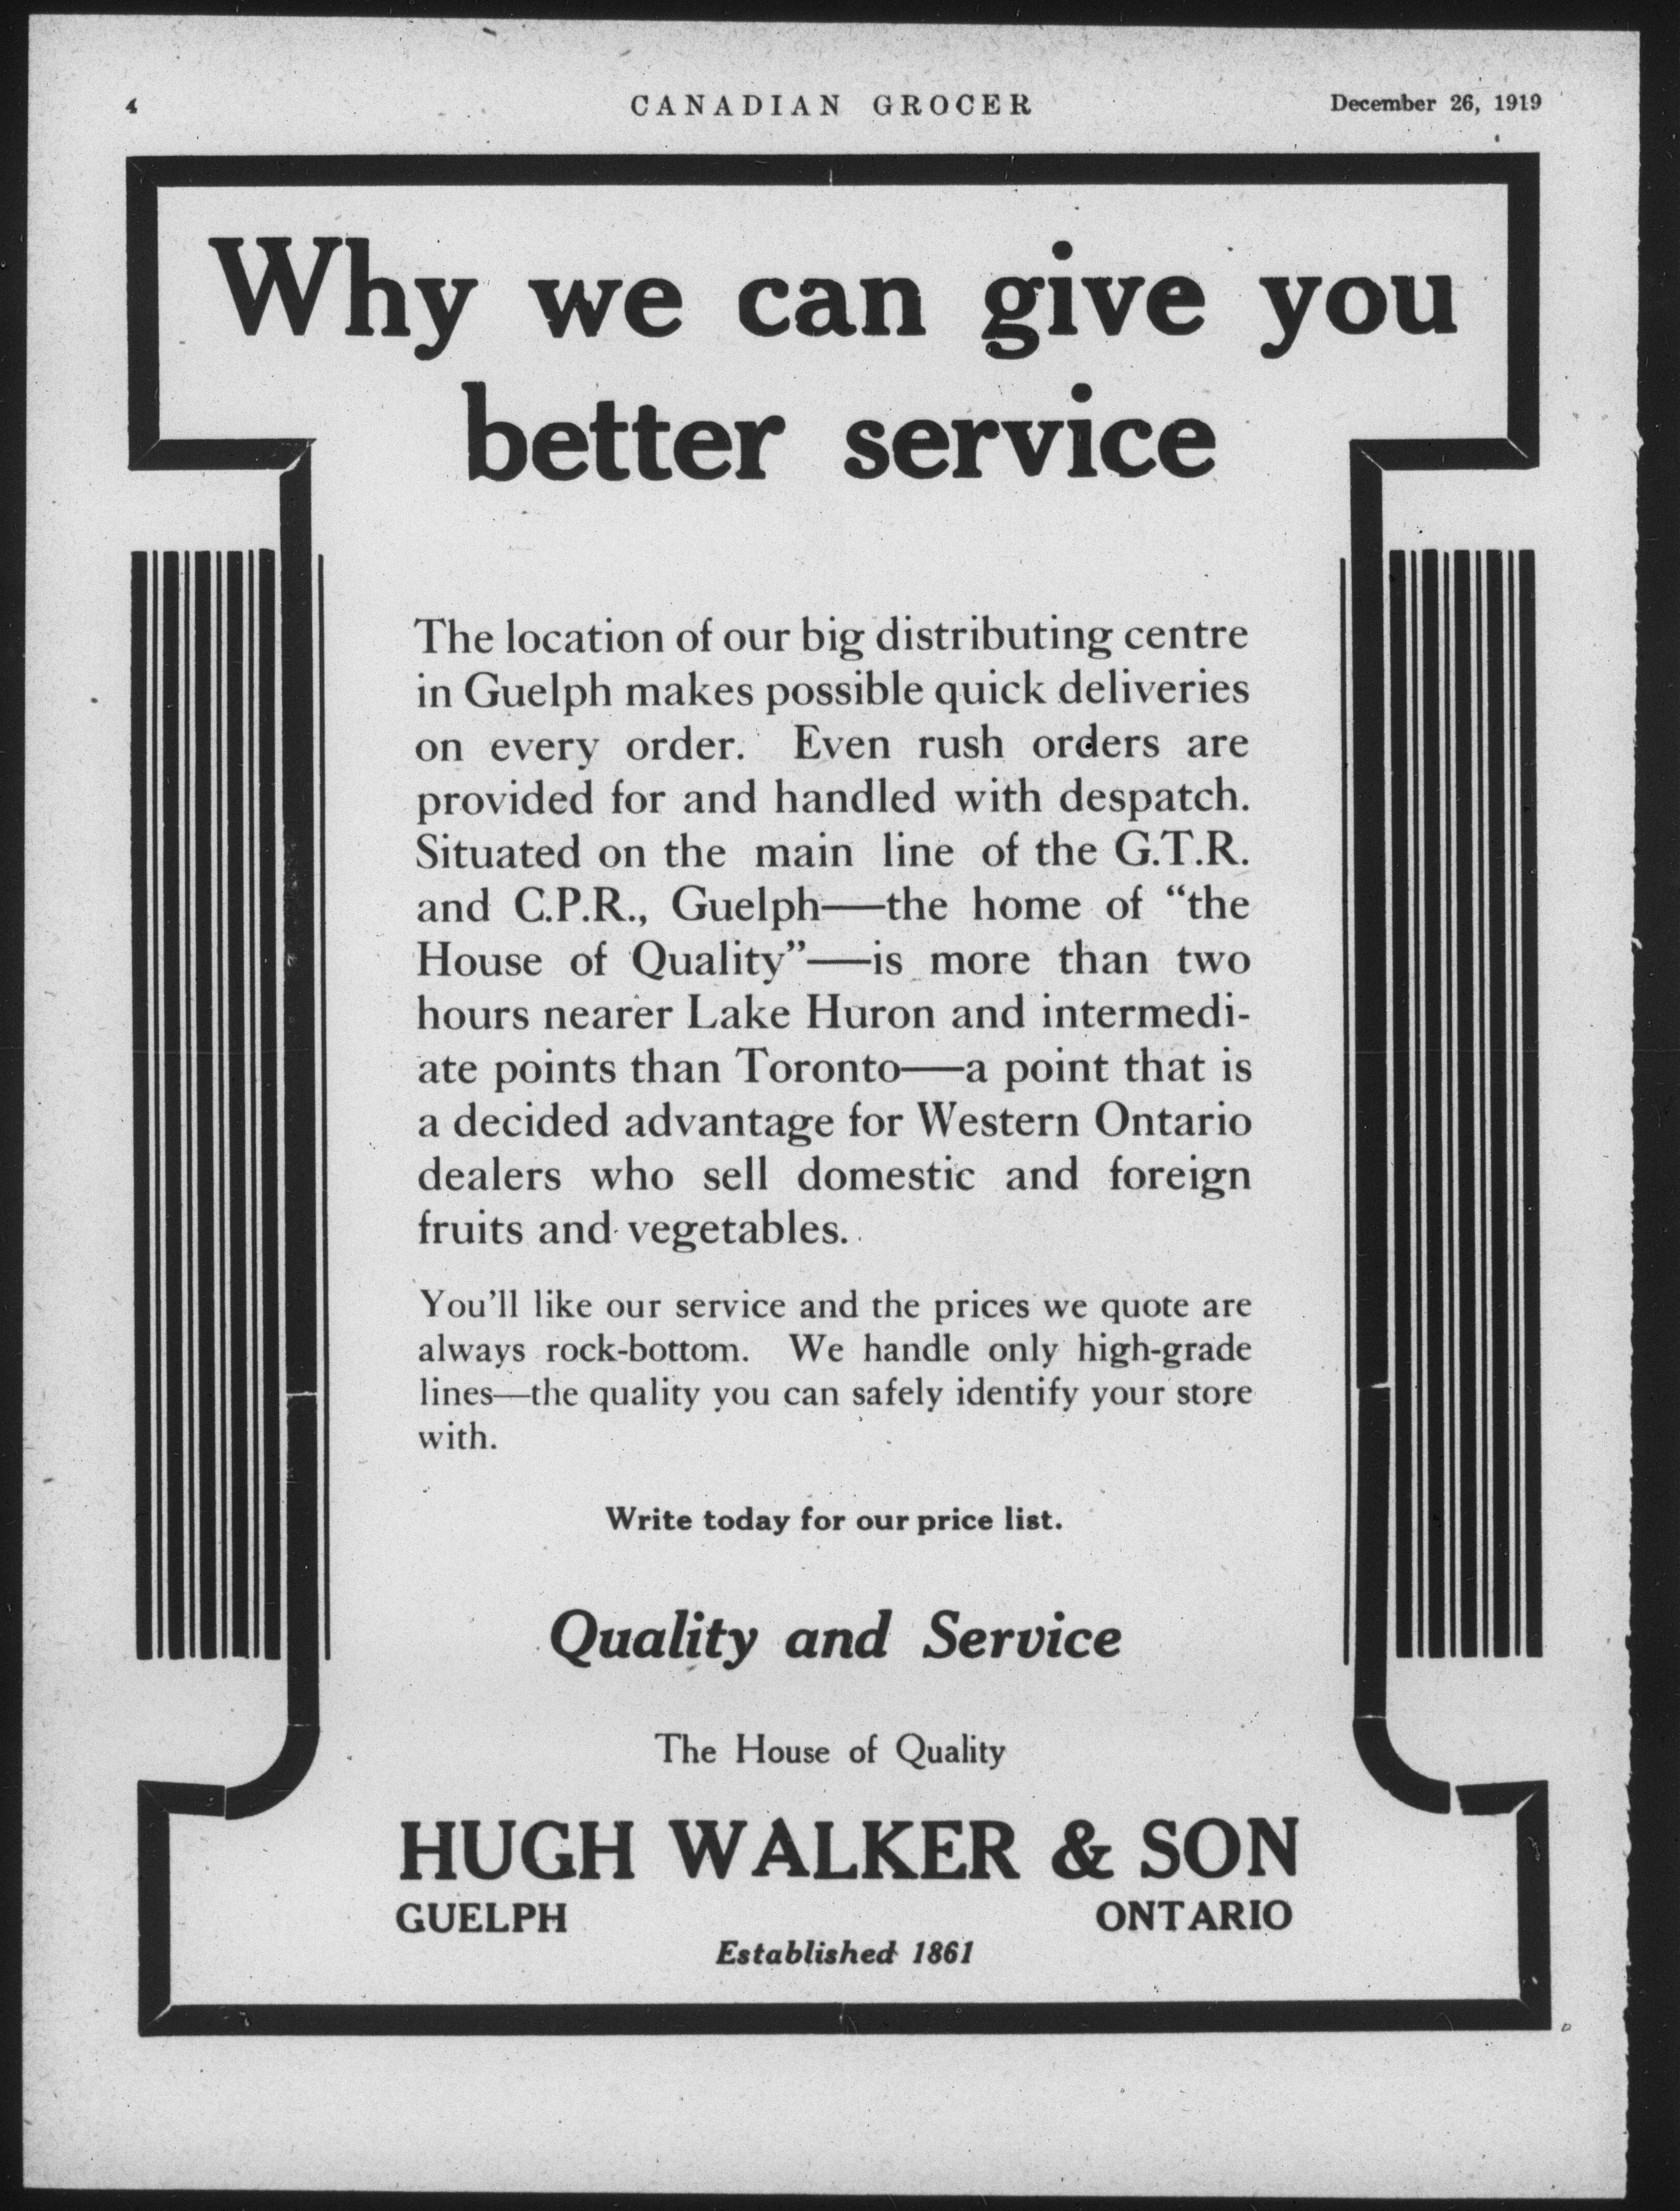 4 CANADIAN GROCER December 26, 1919
Why we can give you
better service
The location of our big distributing centre
in Guelph makes possible quick deliveries
on every order. Even rush orders are
provided for and handled with despatch.
Situated on the main line of the G.T.R.
and C.P.R., Guelph—the home of “the
House of Quality”—is more than two
hours nearer Lake Huron and intermedi-
ate points than Toronto—a point that is
a decided advantage for Western Ontario
dealers who sell domestic and foreign
fruits and vegetables.
You’ll like our service and the prices we quote are
always rock-bottom. We handle only high-grade
lines—the quality you can safely identify your store
with.
Write today for our price list.
Quality and Service
The House of Quality
HUGH WALKER & SON
GUELPH ONTARIO
Established 1861